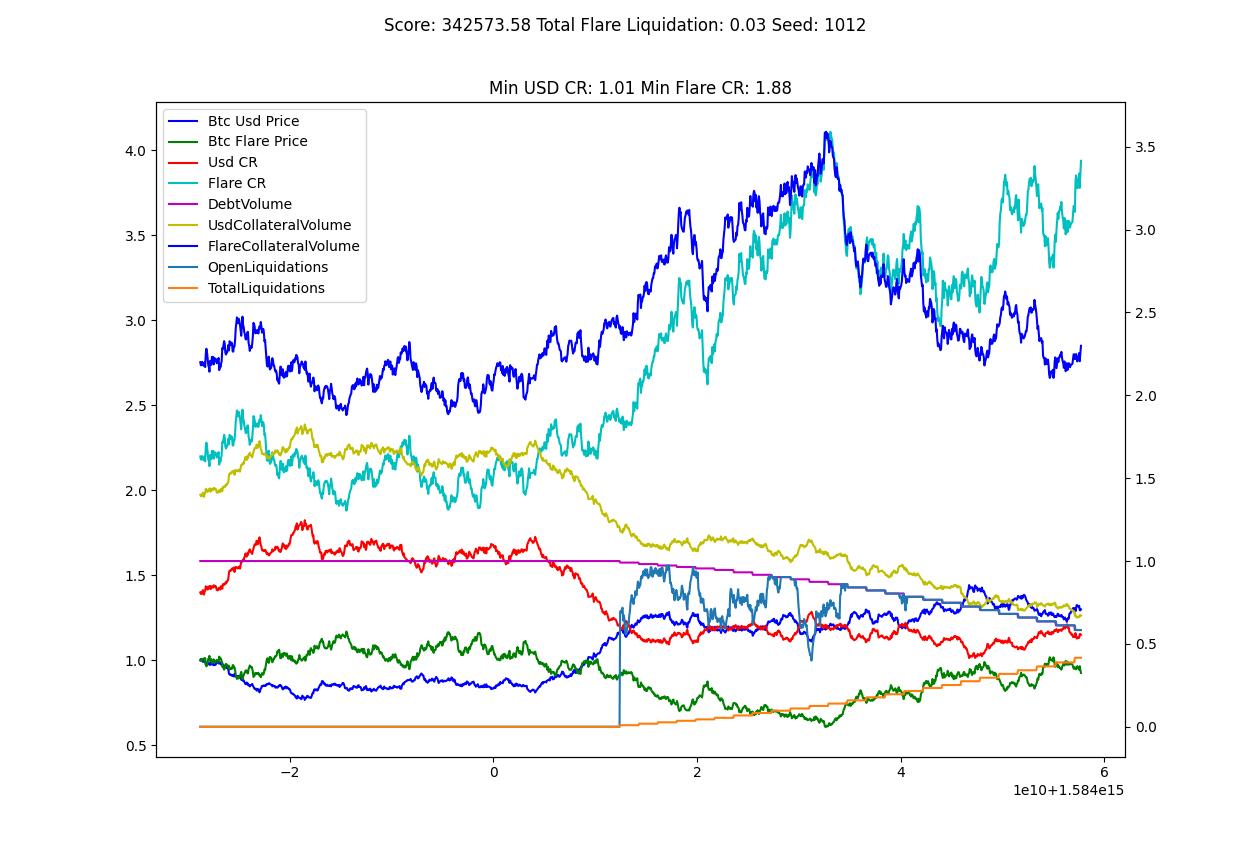 Score: 342573.58 Total Flare Liquidation: 0.03 Seed: 1012
Min USD CR: 1.01 Min Flare CR: 1.88
Btc Usd Price
Btc Flare Price
Usd CR
Flare CR
DebtVolume
UsdCollateralVolume
FlareCollateralVolume
OpenLiquidations
TotalLiquidations
4.0
3.5
3.0
2.5
2.0
1.5
1.0
0.5
3.5
3.0
2.5
2.0
1.5
1.0
0.5
0.0
−2
0
2
4
6
1e10+1.584e15